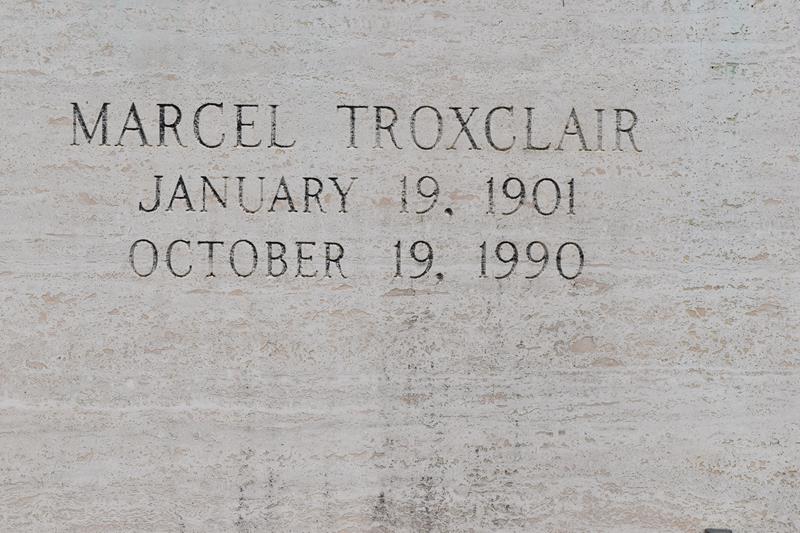 MARCEL TROXCLAIR
JANUARY 19, 1901
OCTOBER 19, 1990